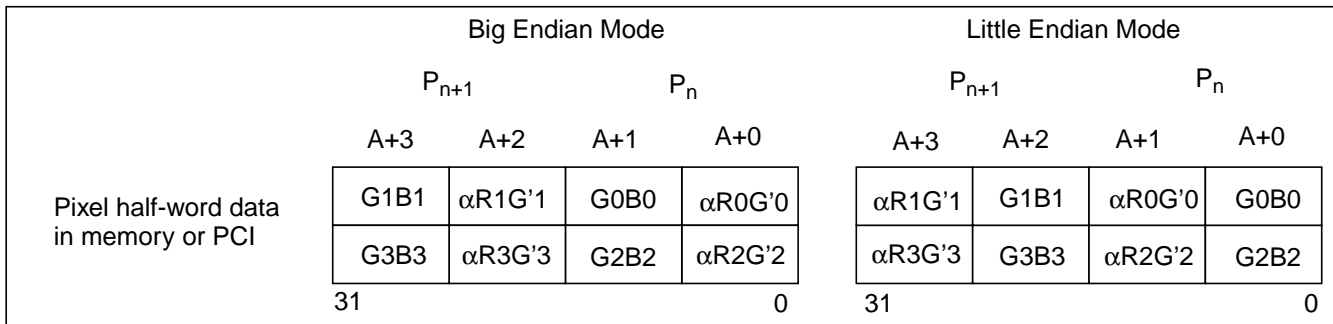 Big Endian Mode Little Endian Mode
Pn+1 Pn Pn+1 Pn
A+3 A+2 A+1 A+0 A+3 A+2 A+1 A+0
Pixel half-word data
in memory or PCI
G1B1 αR1G'1 G0B0 αR0G'0 αR1G'1 G1B1 αR0G'0 G0B0
G3B3 αR3G'3 G2B2 αR2G'2 αR3G'3 G3B3 αR2G'2 G2B2
31 0 31 0